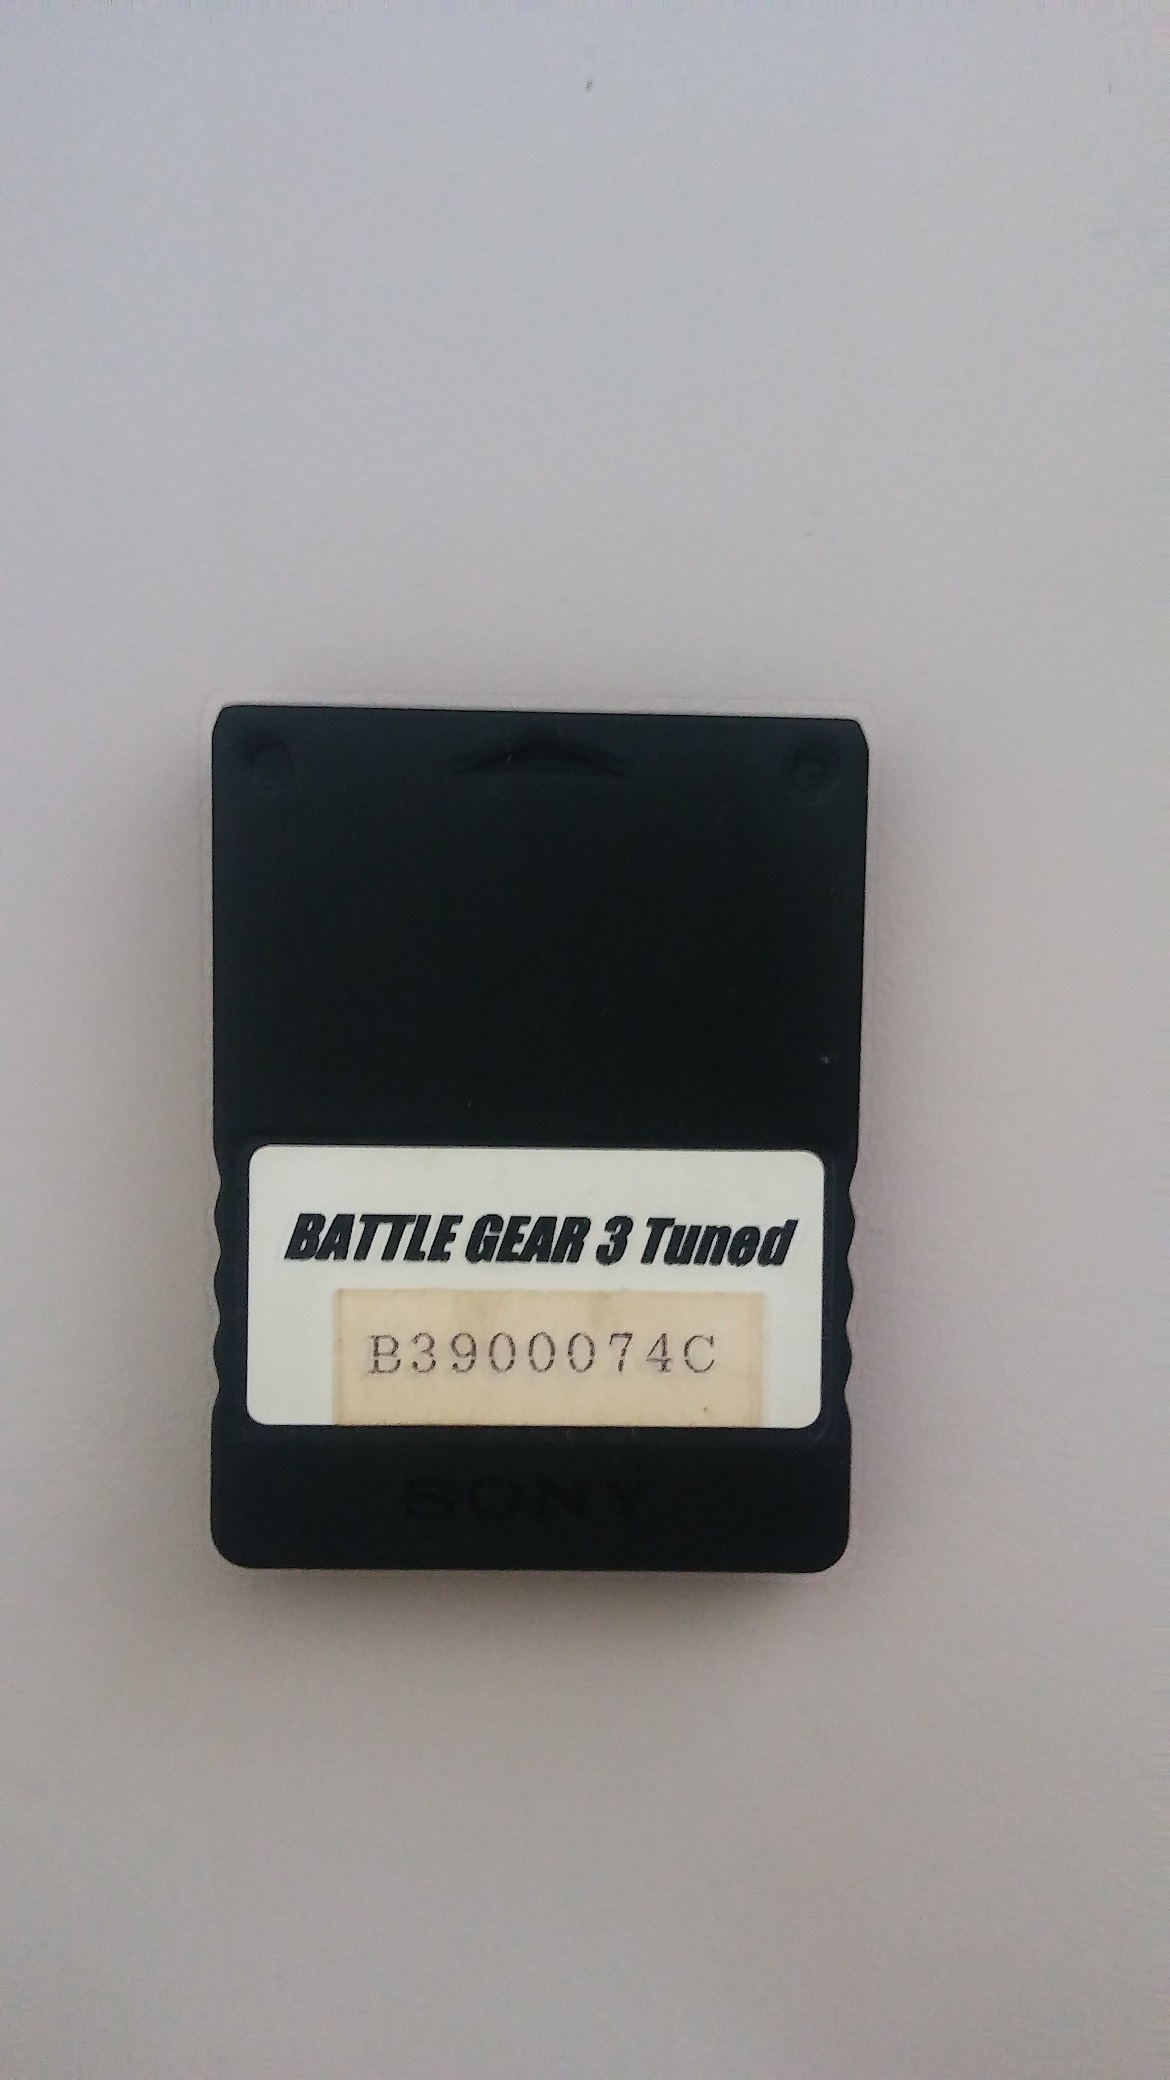 BATTLE GEAR 3 Tuned
B3900074C
SONY